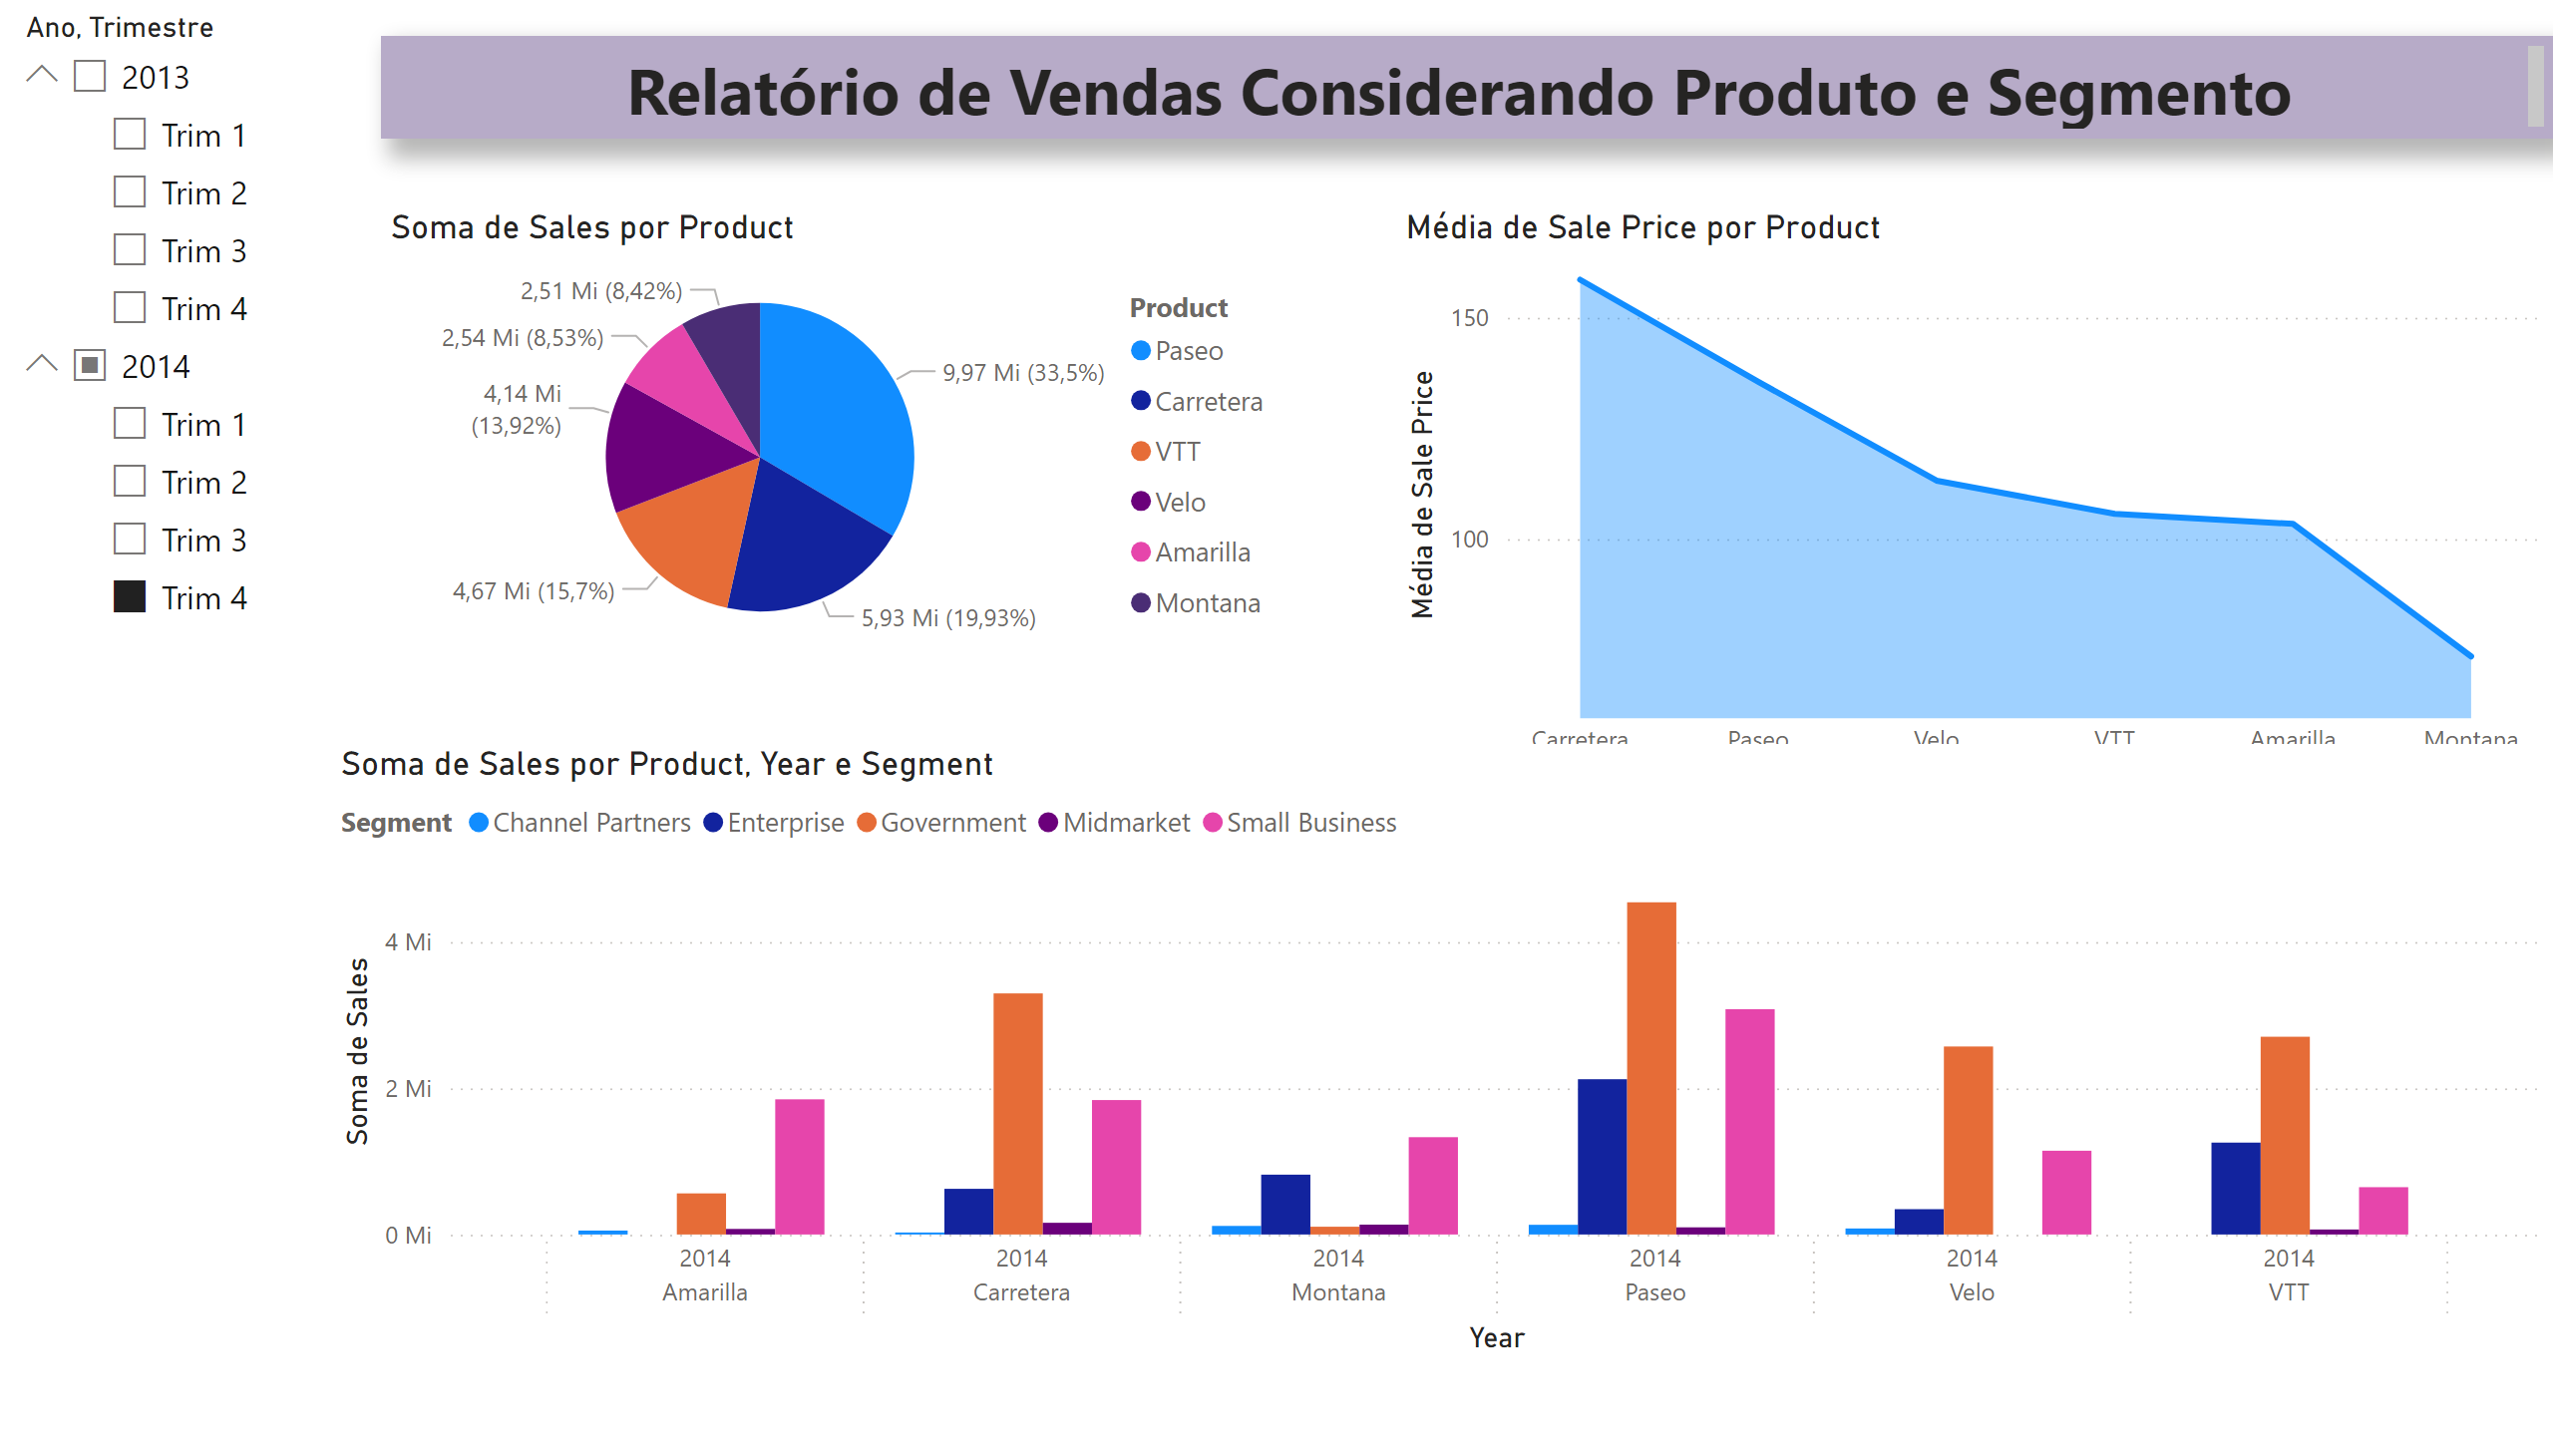 Ano, Trimestre
2013
Trim 1
Trim 2
Trim 3
Trim 4
2014
Trim 1
Trim 2
Trim 3
Trim 4
Relatório de Vendas Considerando Produto e Segmento
Soma de Sales por Product
2,51 Mi (8,42%)
2,54 Mi (8,53%)
4,14 Mi
(13,92%)
4,67 Mi (15,7%)
9,97 Mi (33,5%)
5,93 Mi (19,93%)
Product
Paseo
Carretera
VTT
Velo
Amarilla
Montana
Média de Sale Price por Product
Média de Sale Price
150
100
Carretera Paseo Velo VTT Amarilla Montana
Soma de Sales por Product, Year e Segment
Segment Channel Partners Enterprise Government Midmarket Small Business
Soma de Sales
4 Mi
2 Mi
0 Mi
2014 2014 2014 2014 2014 2014
Amarilla Carretera Montana Paseo Velo VTT
Year